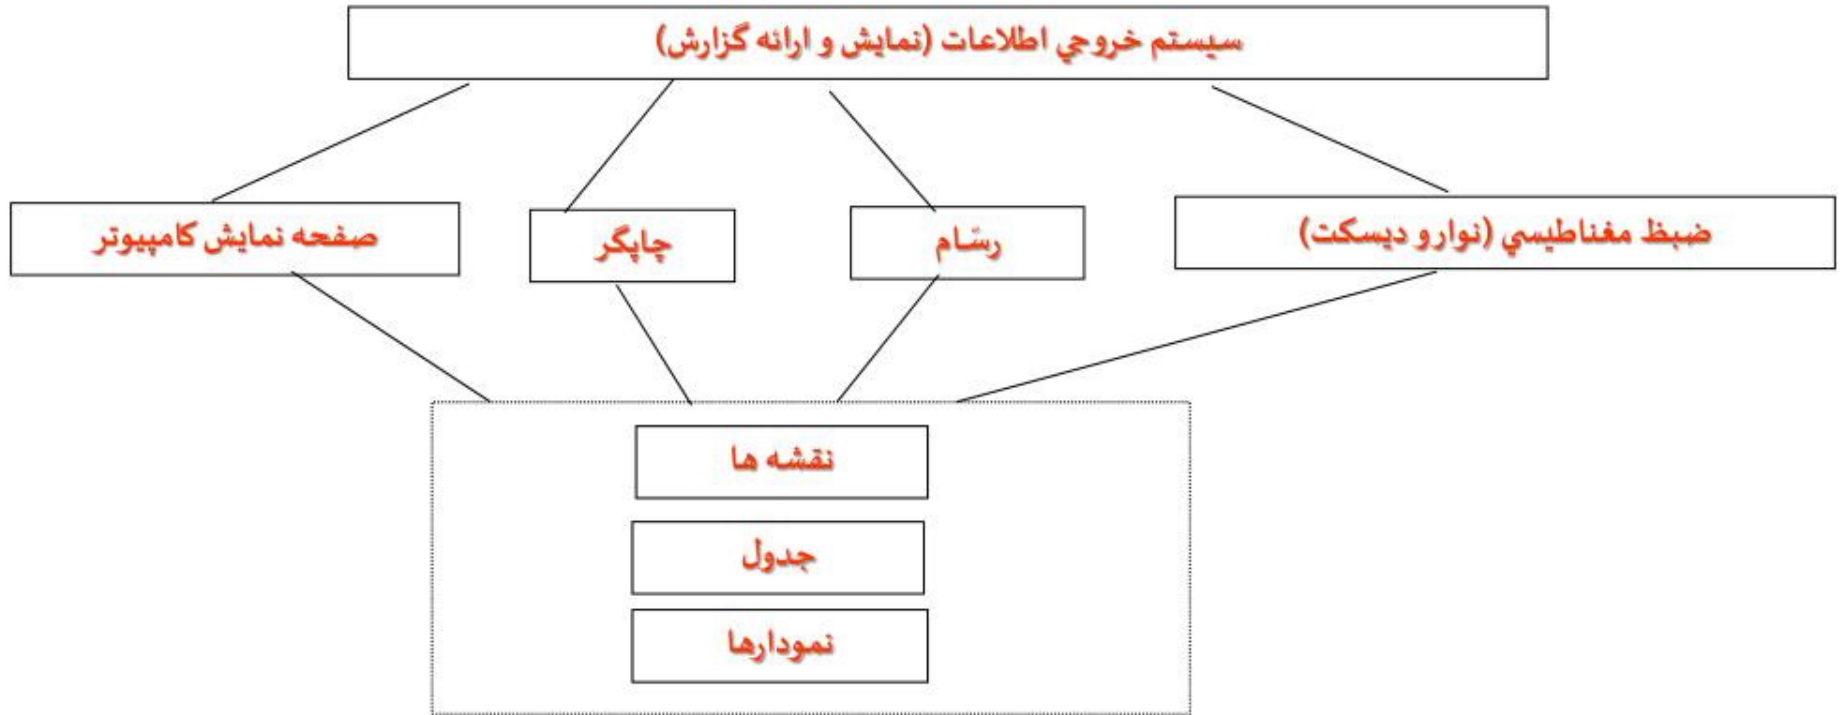 سيستم خروجي اطلاعات (نمايش و ارائه گزارش)
ضبظ مغناطيسي (نوارو ديسكت)
رسّام
چاپگر
صفحه نمايش كامپيوتر
نقشه ها
جدول
نمودارها